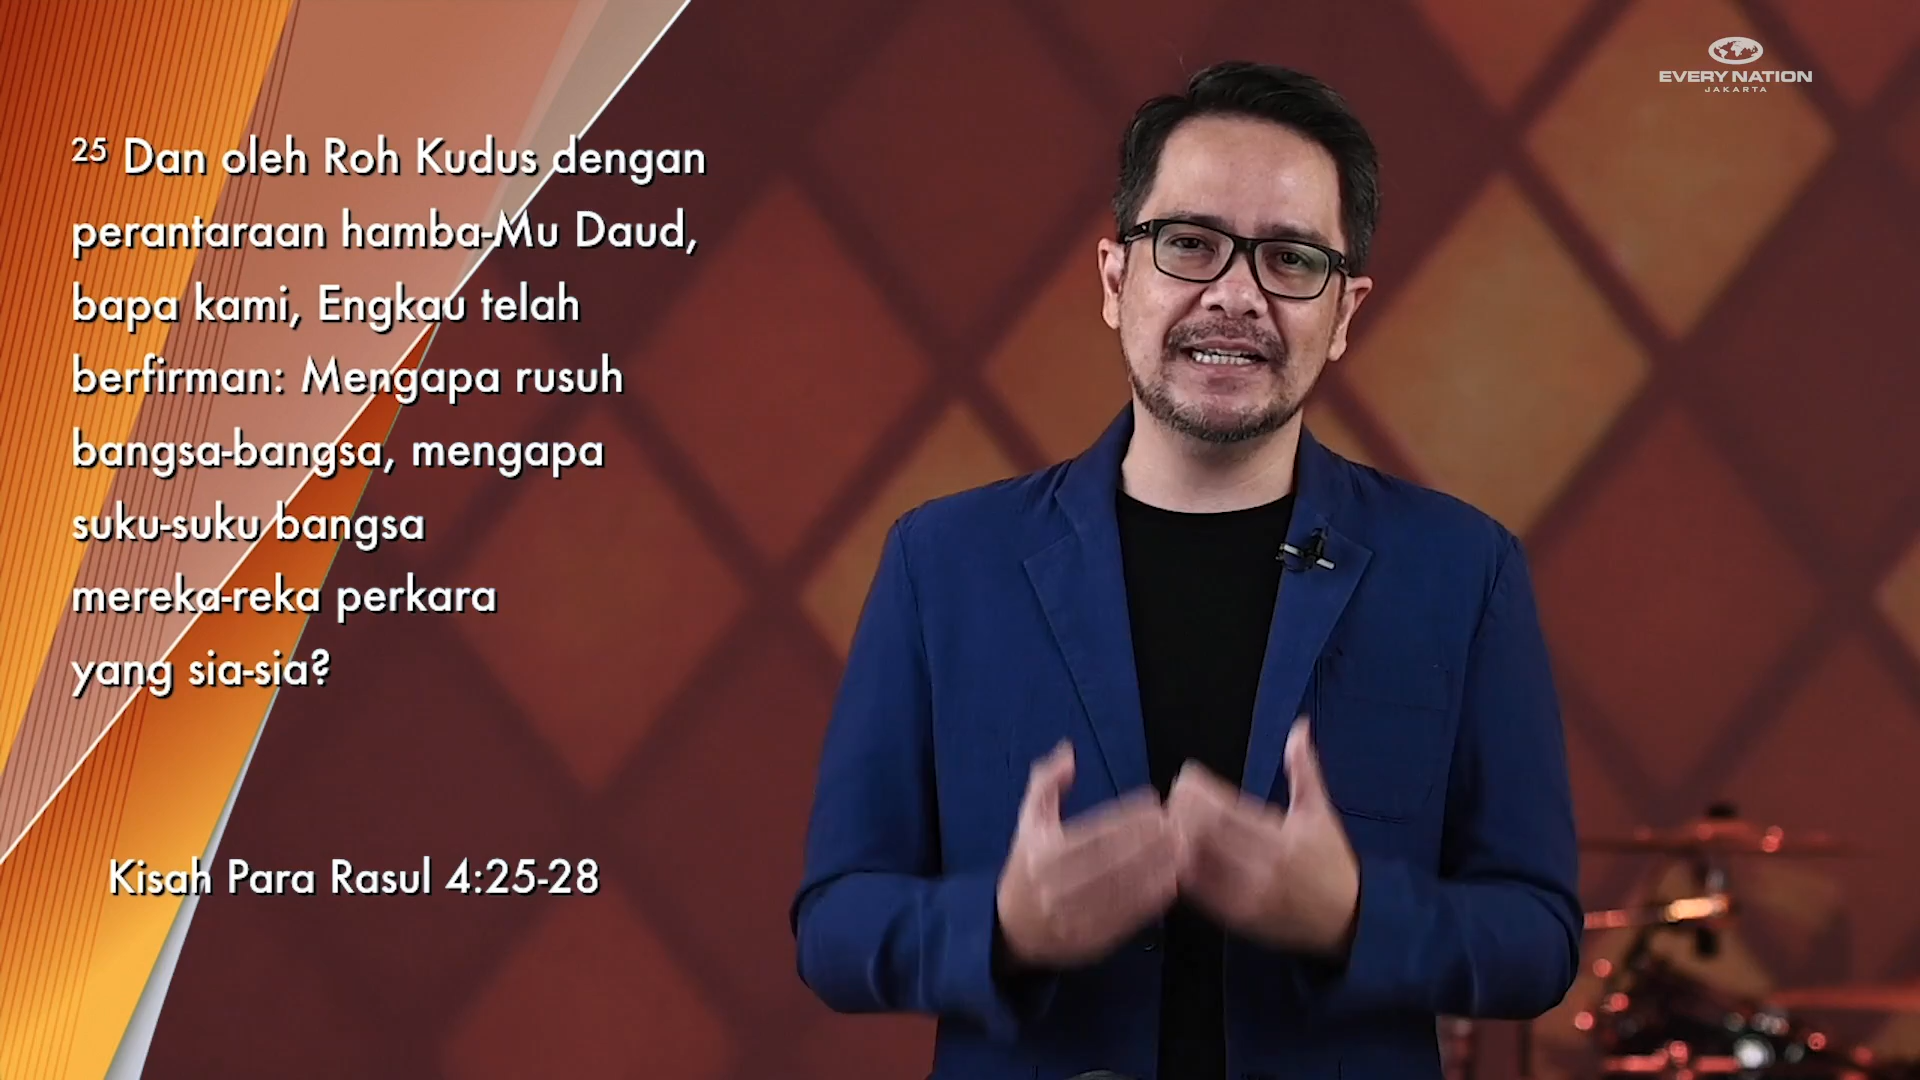 25 Dan oleh Roh Kudus dengan
perantaraan hamba-Mu Daud,
bapa kami, Engkau telah
berfirman: Mengapa rusuh
bangsa-bangsa, mengapa
suku-suku bangsa
mereka-reka perkara
yang sia-sia?
Kisah Para Rasul 4:25-28
EVERY NATION
JAKARTA